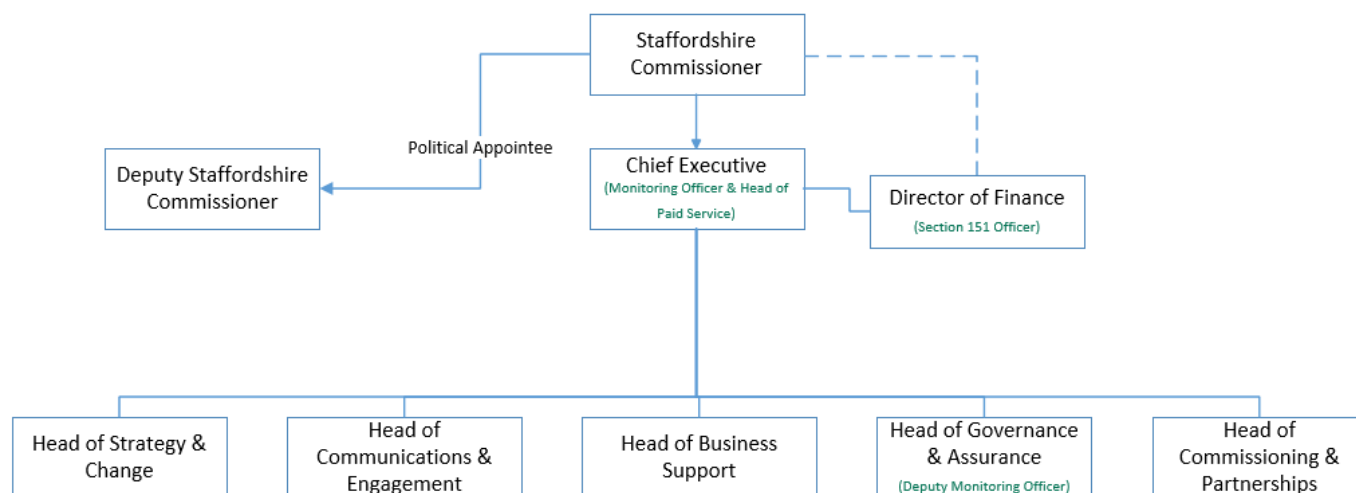 Staffordshire
Commissioner
Political Appointee
Deputy Staffordshire
Commissioner
Chief Executive
(Monitoring Officer & Head of
Paid Service)
Director of Finance
(Section 151 Officer)
Head of Strategy &
Change
Head of
Communications &
Engagement
Head of Business
Support
Head of Governance
& Assurance
(Deputy Monitoring Officer)
Head of
Commissioning &
Partnerships